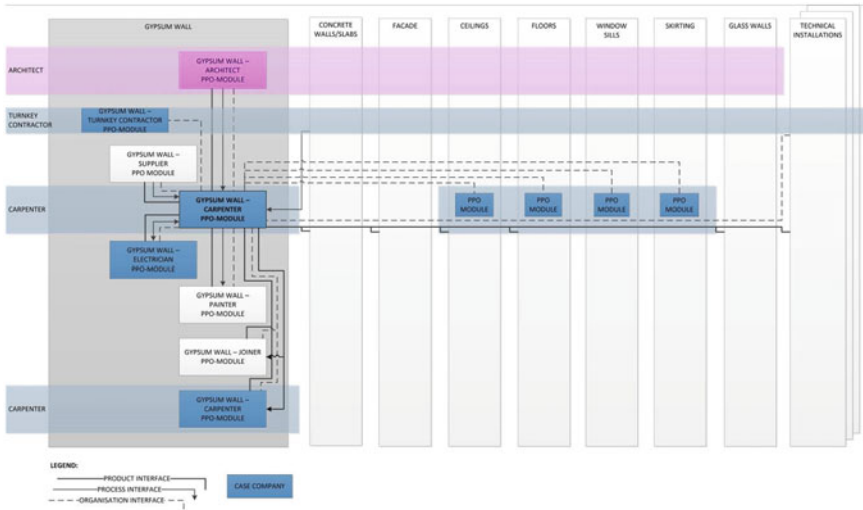 GYPSUM WALL
CONCRETE
WALLS/SLABS
FACADE
CEILINGS
FLOORS
WINDOW
SILLS
SKIRTING
GLASS WALLS
TECHNICAL
INSTALLATIONS
ARCHITECT
GYPSUM WALL –
ARCHITECT
PPO-MODULE
TURNKEY
CONTRACTOR
GYPSUM WALL –
TURNKEY CONTRACTOR
PPO-MODULE
GYPSUM WALL –
SUPPLIER
PPO MODULE
CARPENTER
GYPSUM WALL –
CARPENTER
PPO-MODULE
PPO
MODULE
PPO
MODULE
PPO
MODULE
PPO
MODULE
GYPSUM WALL –
ELECTRICIAN
PPO-MODULE
GYPSUM WALL –
PAINTER
PPO-MODULE
GYPSUM WALL – JOINER
PPO-MODULE
CARPENTER
GYPSUM WALL –
CARPENTER
PPO-MODULE
LEGEND:
PRODUCT INTERFACE
PROCESS INTERFACE
ORGANISATION INTERFACE
CASE COMPANY